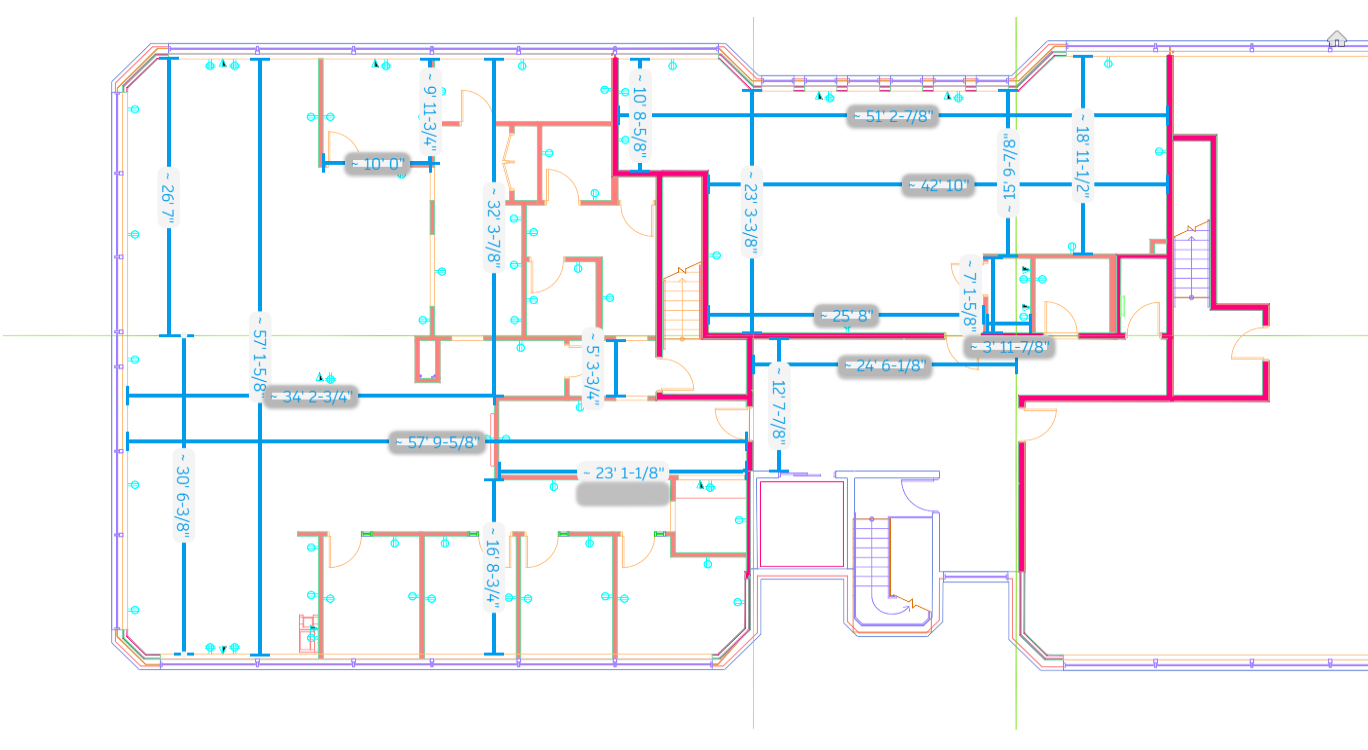 ~ 9' 11-3/4"
~ 10' 8-5/8"
~ 51' 2-7/8"
~ 18' 11-1/2"
~ 15' 9-7/8"
~ 10' 0"
~ 26' 7"
~ 42' 10"
~ 23' 3-3/8"
~ 32' 3-7/8"
~ 7' 1-5/8"
~ 25' 8"
~ 3' 11-7/8"
~ 57' 1-5/8"
~ 5' 3-3/4"
~ 24' 6-1/8"
~ 34' 2-3/4"
~ 12' 7-7/8"
~ 57' 9-5/8"
~ 23' 1-1/8"
~ 30' 6-3/8"
~ 16' 8-3/4"